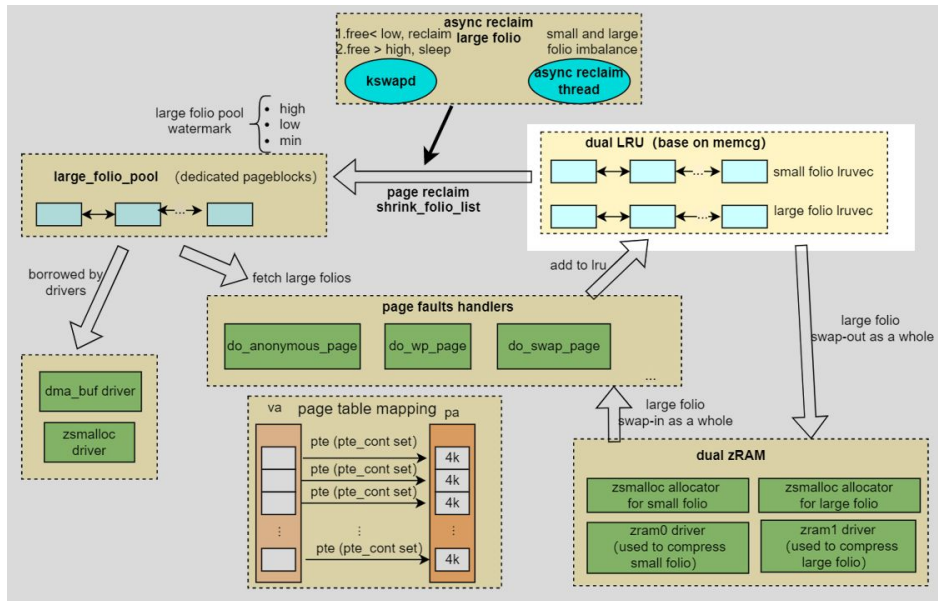 async reclaim
large folio
1.free< low, reclaim
2.free > high, sleep
small and large
folio imbalance
kswapd
async reclaim
thread
large folio pool
watermark
• high
• low
• min
dual LRU (base on memcg)
...
small folio lruvec
...
large folio lruvec
large_folio_pool (dedicated pageblocks)
...
page reclaim
shrink_folio_list
borrowed by
drivers
fetch large folios
add to lru
page faults handlers
do_anonymous_page
do_wp_page
do_swap_page
...
large folio
swap-out as a whole
dma_buf driver
zsmalloc
driver
va
page table mapping
pa
pte (pte_cont set)
4k
pte (pte_cont set)
4k
pte (pte_cont set)
4k
⋮
⋮
⋮
pte (pte_cont set)
4k
large folio
swap-in as a whole
dual zRAM
zsmalloc allocator
for small folio
zsmalloc allocator
for large folio
zram0 driver
(used to compress
small folio)
zram1 driver
(used to compress
large folio)